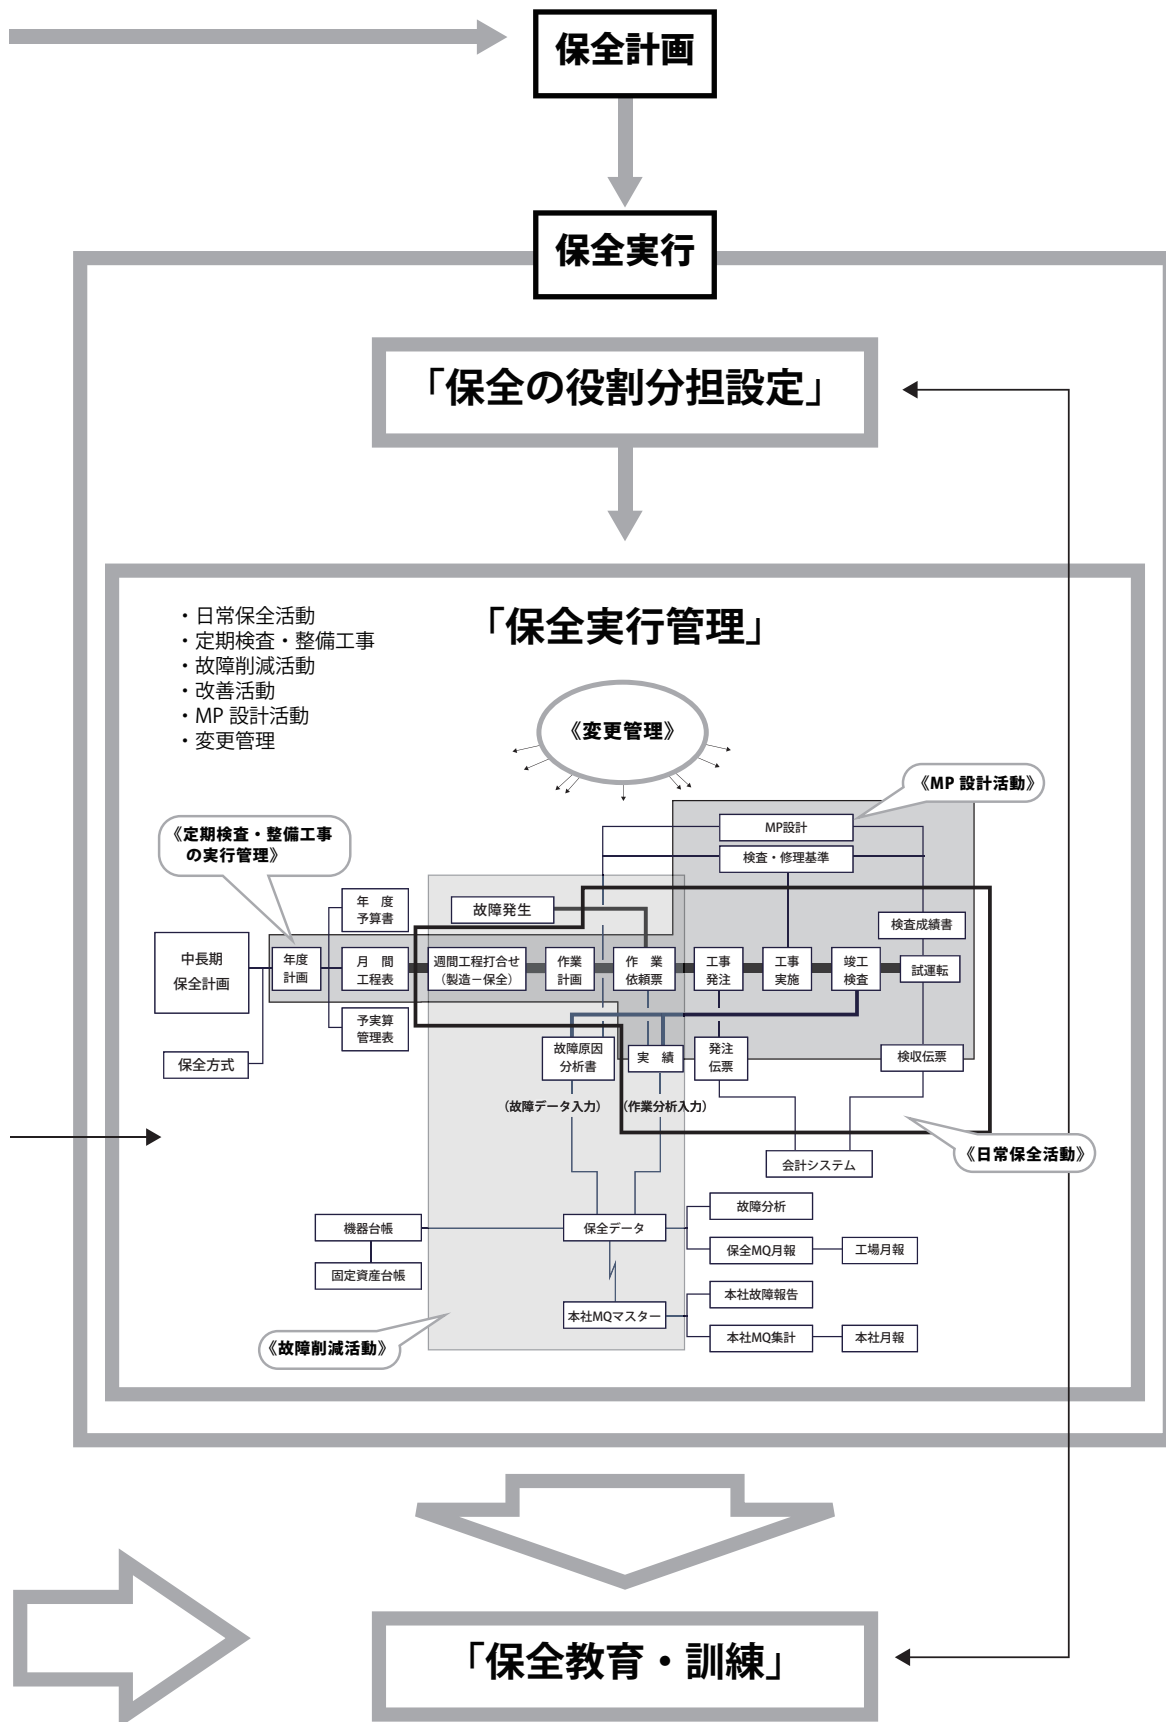 保全計画
保全実行
「保全の役割分担設定」
「保全実行管理」
・日常保全活動
・定期検査・整備工事
・故障削減活動
・改善活動
・MP 設計活動
・変更管理
《変更管理》
《MP 設計活動》
《定期検査・整備工事
の実行管理》
MP設計
検査・修理基準
年　度
予算書
故障発生
検査成績書
中長期
保全計画
年度
計画
月　間
工程表
週間工程打合せ
（製造－保全）
作業
計画
作　業
依頼票
工事
発注
工事
実施
竣工
検査
試運転
予実算
管理表
保全方式
故障原因
分析書
実　績
発注
伝票
検収伝票
（故障データ入力）
（作業分析入力）
会計システム
《日常保全活動》
機器台帳
固定資産台帳
保全データ
故障分析
保全MQ月報
工場月報
本社MQマスター
本社故障報告
本社MQ集計
本社月報
《故障削減活動》
「保全教育・訓練」